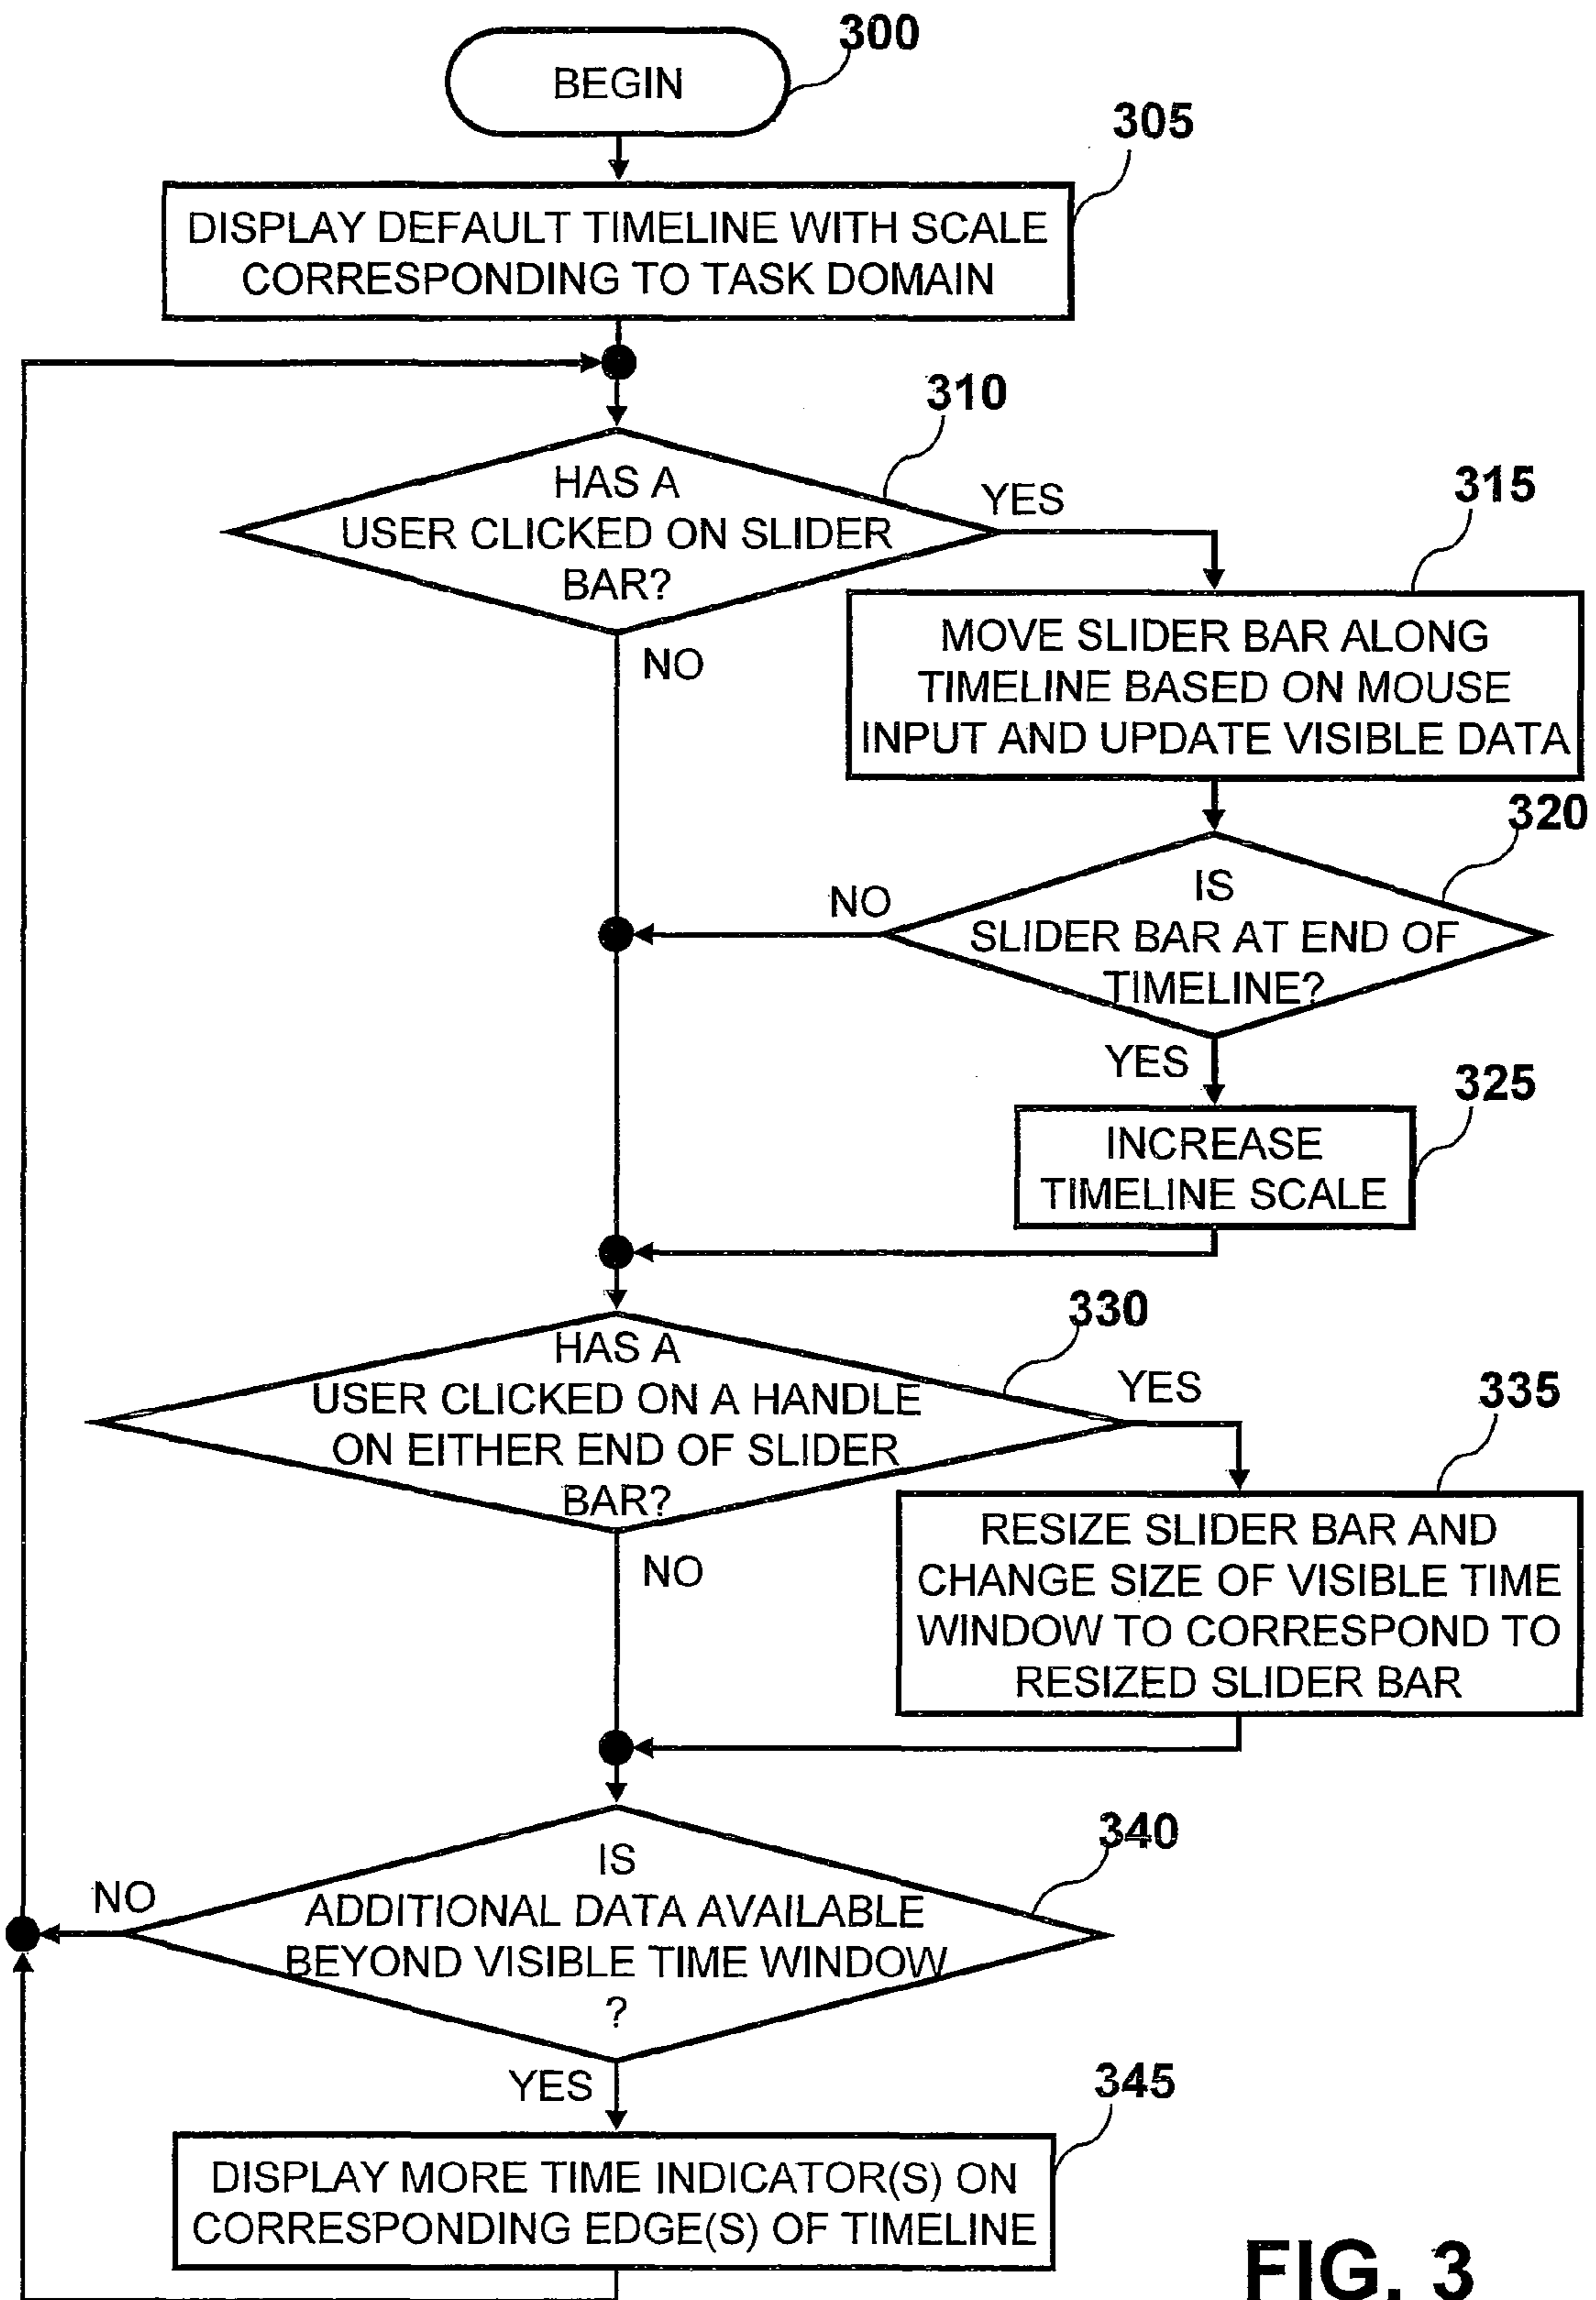 300
BEGIN
305
DISPLAY DEFAULT TIMELINE WITH SCALE
CORRESPONDING TO TASK DOMAIN
310
HAS A
USER CLICKED ON SLIDER
BAR?
YES
NO
315
MOVE SLIDER BAR ALONG
TIMELINE BASED ON MOUSE
INPUT AND UPDATE VISIBLE DATA
320
IS
SLIDER BAR AT END OF
TIMELINE?
NO
YES
325
INCREASE
TIMELINE SCALE
330
HAS A
USER CLICKED ON A HANDLE
ON EITHER END OF SLIDER
BAR?
YES
NO
335
RESIZE SLIDER BAR AND
CHANGE SIZE OF VISIBLE TIME
WINDOW TO CORRESPOND TO
RESIZED SLIDER BAR
340
IS
ADDITIONAL DATA AVAILABLE
BEYOND VISIBLE TIME WINDOW
?
NO
YES
345
DISPLAY MORE TIME INDICATOR(S) ON
CORRESPONDING EDGE(S) OF TIMELINE
FIG. 3